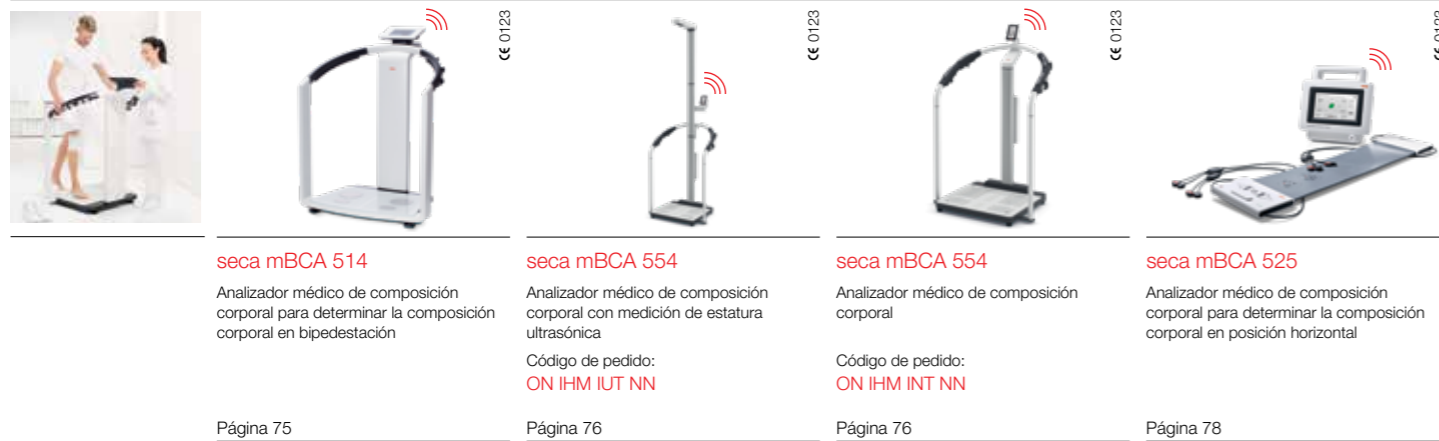 CE 0123
seca mBCA 514
Analizador médico de composición
corporal para determinar la composición
corporal en bipedestación
Página 75
CE 0123
seca mBCA 554
Analizador médico de composición
corporal con medición de estatura
ultrasónica
Código de pedido:
ON IHM IUT NN
Página 76
CE 0123
seca mBCA 554
Analizador médico de composición
corporal
Código de pedido:
ON IHM INT NN
Página 76
CE 0123
seca mBCA 525
Analizador médico de composición
corporal para determinar la composición
corporal en posición horizontal
Página 78